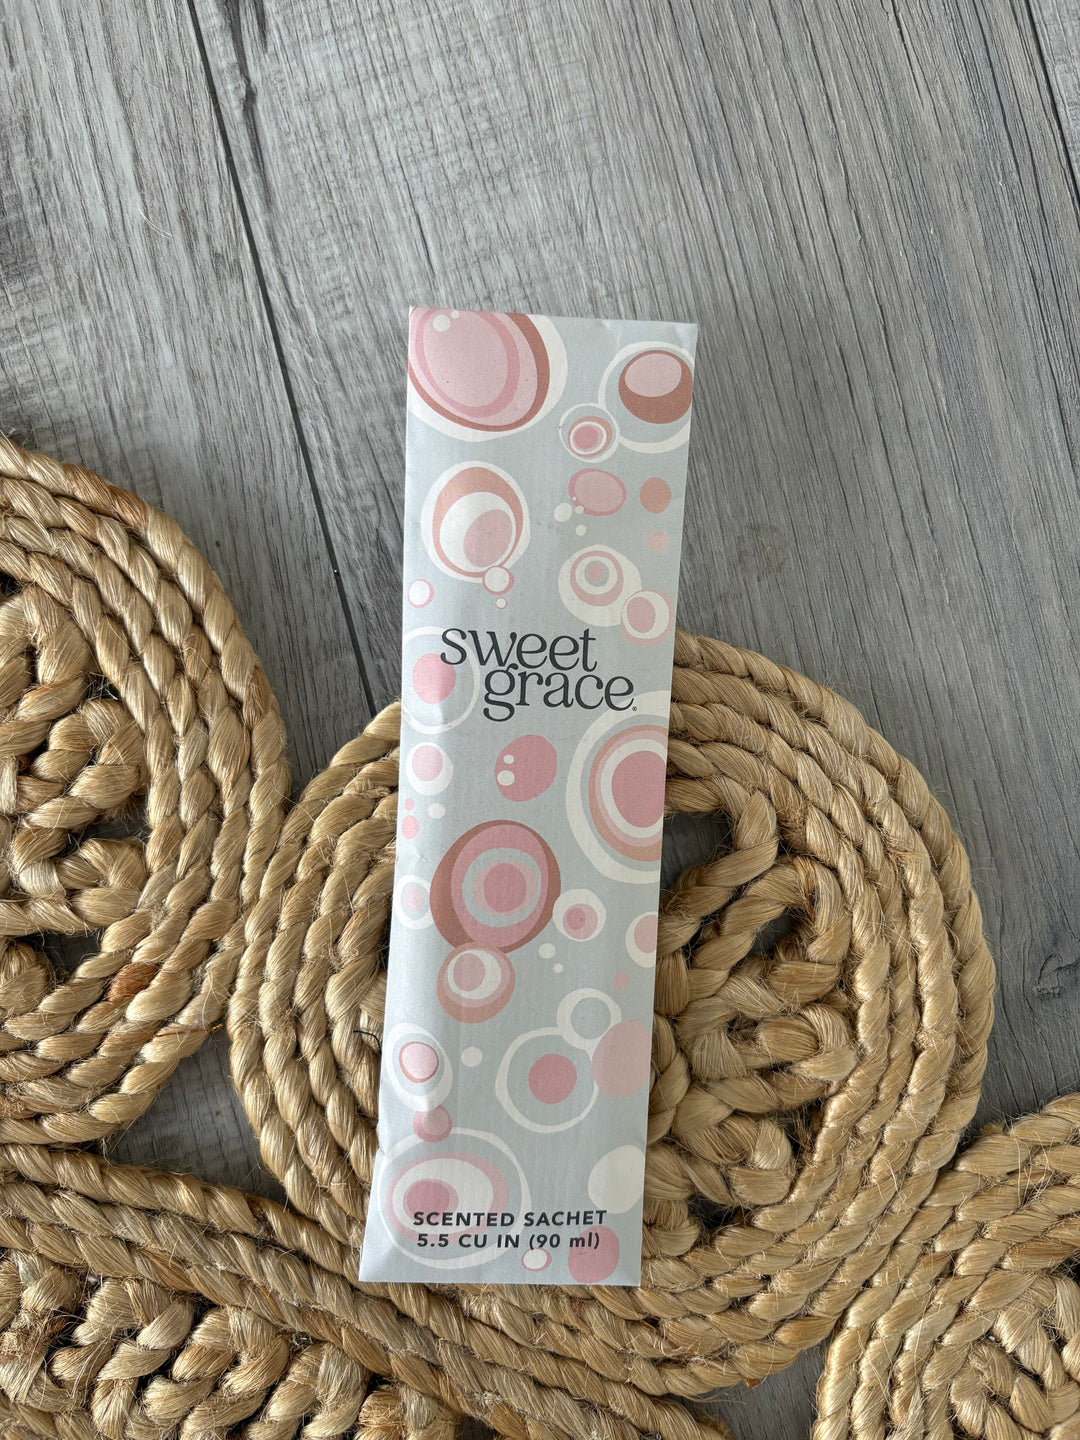 sweet
grace®
SCENTED SACHET
5.5 CU IN (90 ml)